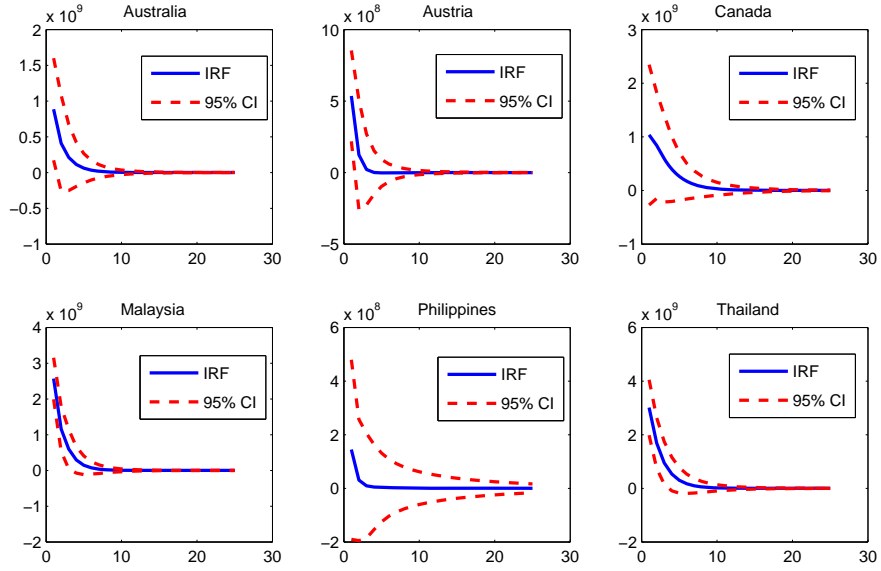 Australia
x 10^9
2
1.5
1
0.5
0
−0.5
−1
0 10 20 30
IRF
95% CI
Austria
x 10^8
10
5
0
−5
0 10 20 30
IRF
95% CI
Canada
x 10^9
3
2
1
0
−1
0 10 20 30
IRF
95% CI
Malaysia
x 10^9
4
3
2
1
0
−1
−2
0 10 20 30
IRF
95% CI
Philippines
x 10^8
6
4
2
0
−2
0 10 20 30
IRF
95% CI
Thailand
x 10^9
6
4
2
0
−2
0 10 20 30
IRF
95% CI